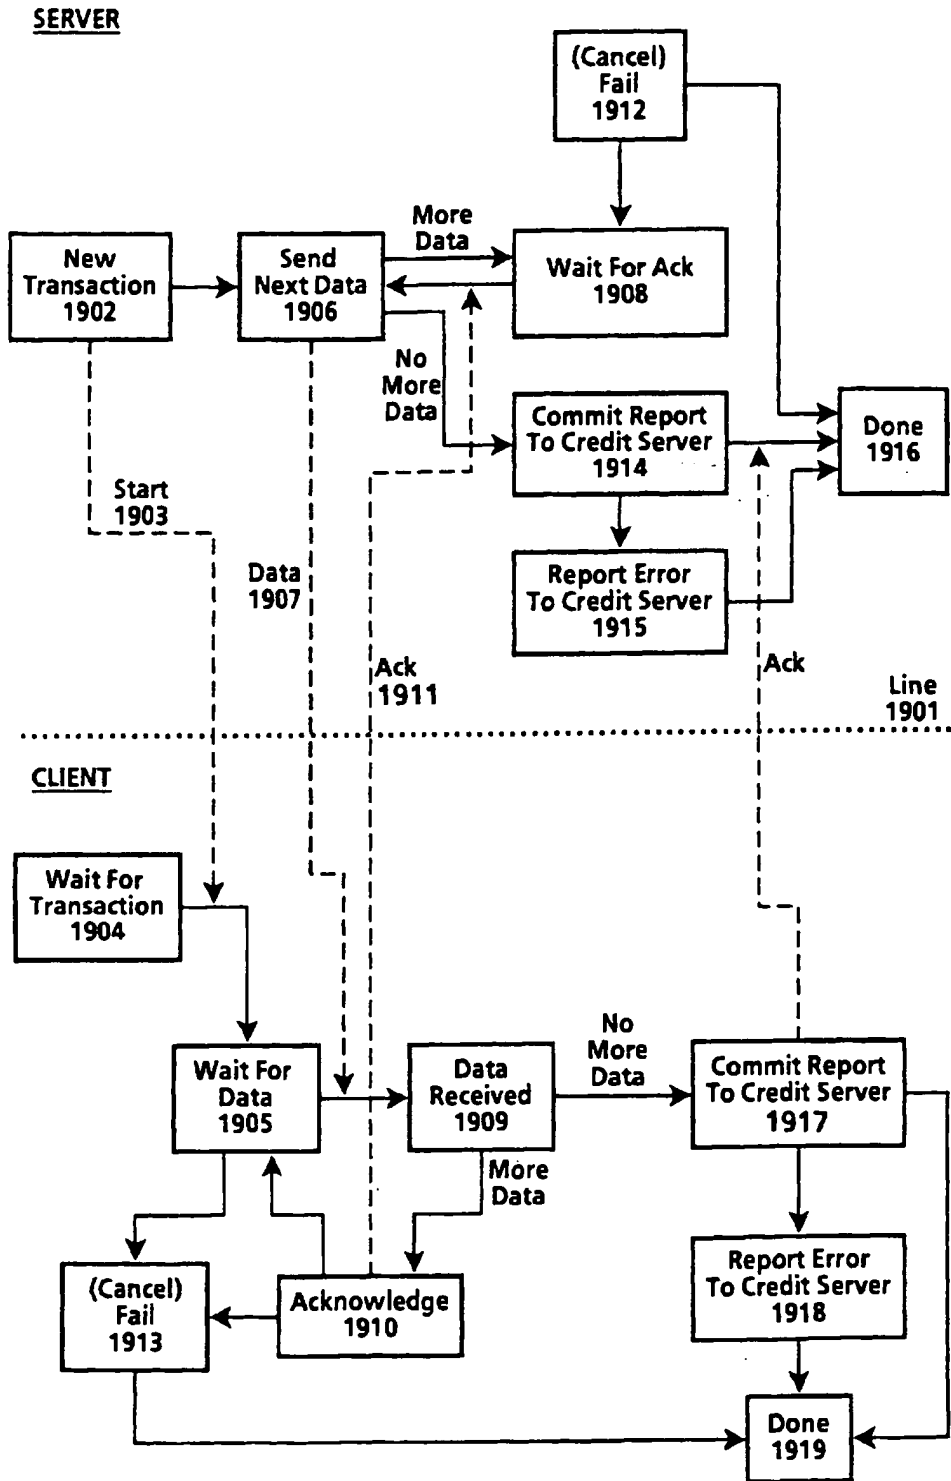 SERVER
(Cancel)
Fail
1912
More
Data
New
Transaction
1902
Send
Next Data
1906
Wait For Ack
1908
No
More
Data
Commit Report
To Credit Server
1914
Done
1916
Start
1903
Data
1907
Report Error
To Credit Server
1915
Ack
1911
Ack
Line
1901
CLIENT
Wait For
Transaction
1904
Wait For
Data
1905
Data
Received
1909
No
More
Data
Commit Report
To Credit Server
1917
More
Data
(Cancel)
Fail
1913
Acknowledge
1910
Report Error
To Credit Server
1918
Done
1919